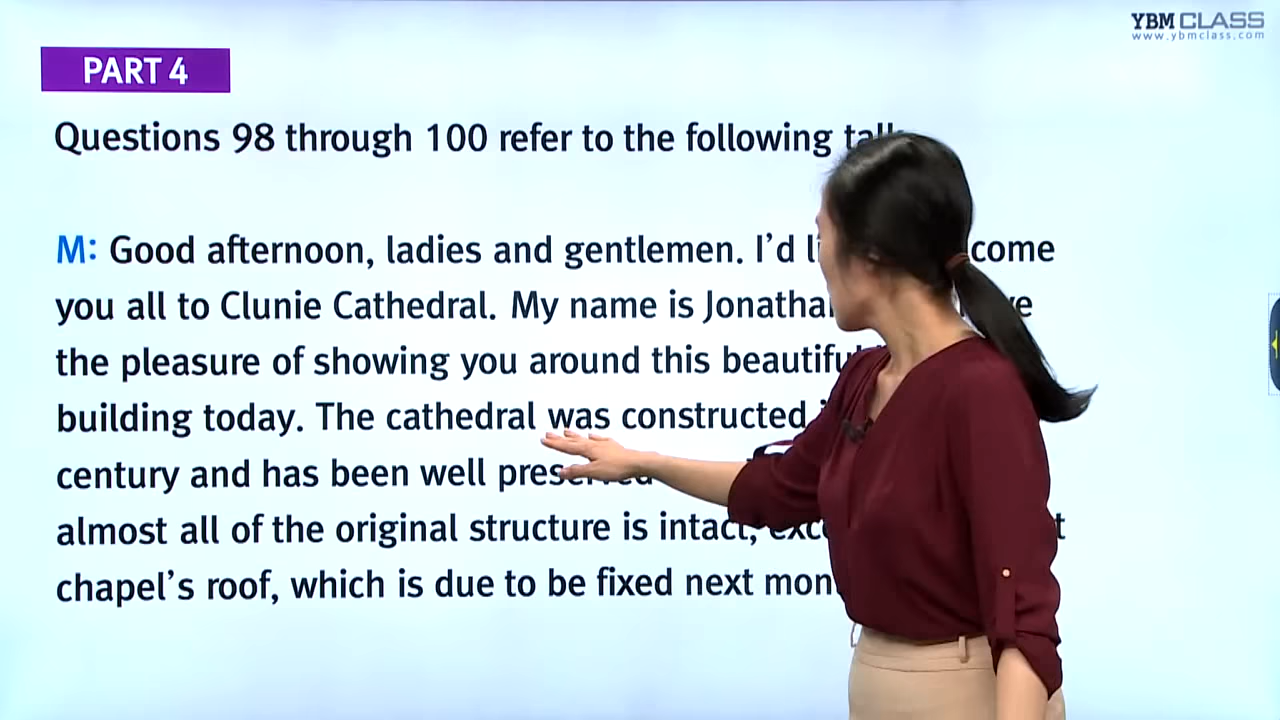 YBM CLASS
www.ybmclass.com
PART 4
Questions 98 through 100 refer to the following
M: Good afternoon, ladies and gentlemen. I'd
you all to Clunie Cathedral. My name is
the pleasure of showing you around this
building today. The cathedral was constructed
century and has been well
almost all of the original structure is intact,
chapel's roof, which is due to be fixed next